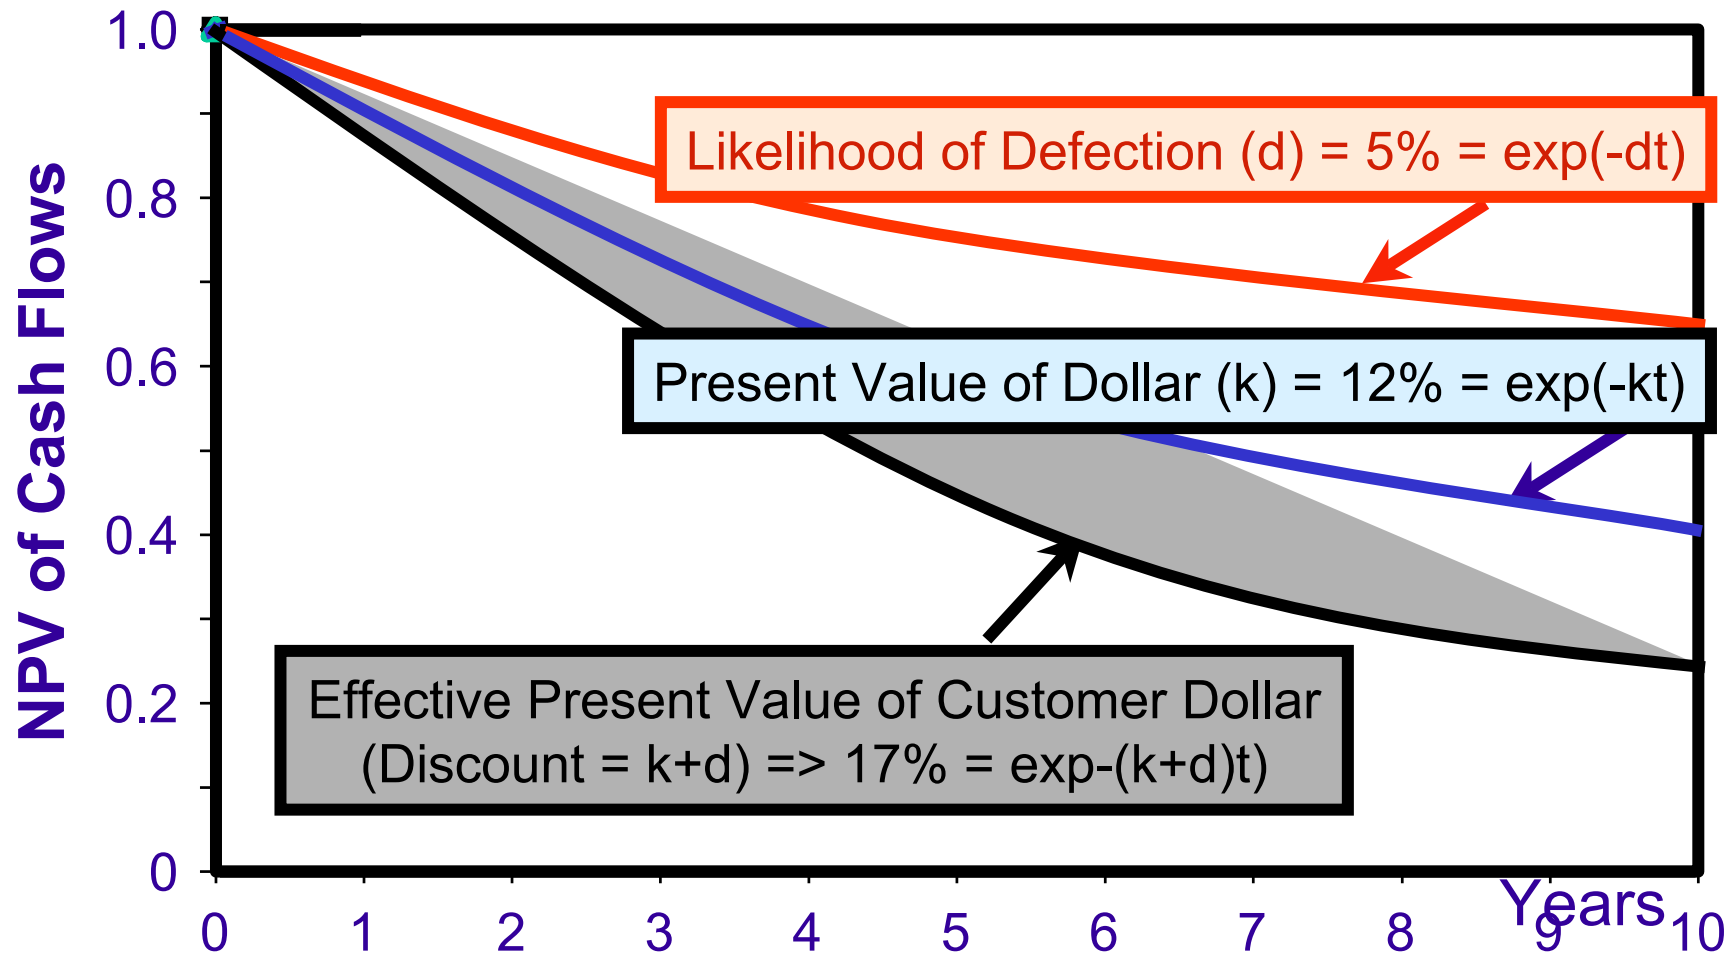 NPV of Cash Flows
1.0
0.8
0.6
0.4
0.2
0
Likelihood of Defection (d) = 5% = exp(-dt)
Present Value of Dollar (k) = 12% = exp(-kt)
Effective Present Value of Customer Dollar
(Discount = k+d) => 17% = exp-(k+d)t)
Years
0 1 2 3 4 5 6 7 8 9 10